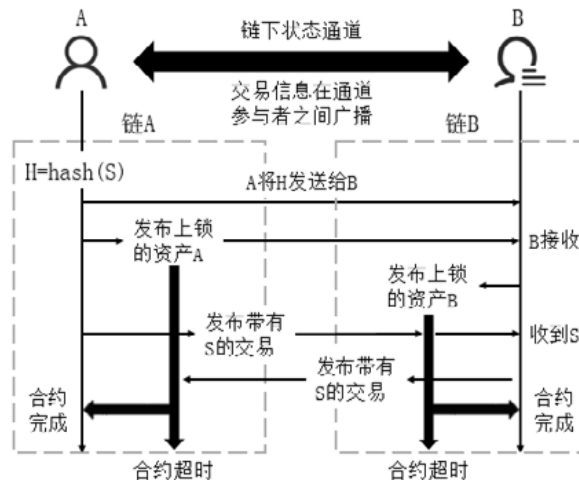 A
B
链下状态通道
交易信息在通道
参与者之间广播
链A
链B
H=hash(S)
A将H发送给B
发布上锁
的资产A
B接收
发布上锁
的资产B
发布带有
S的交易
收到S
发布带有
S的交易
合约
完成
合约
完成
合约超时
合约超时